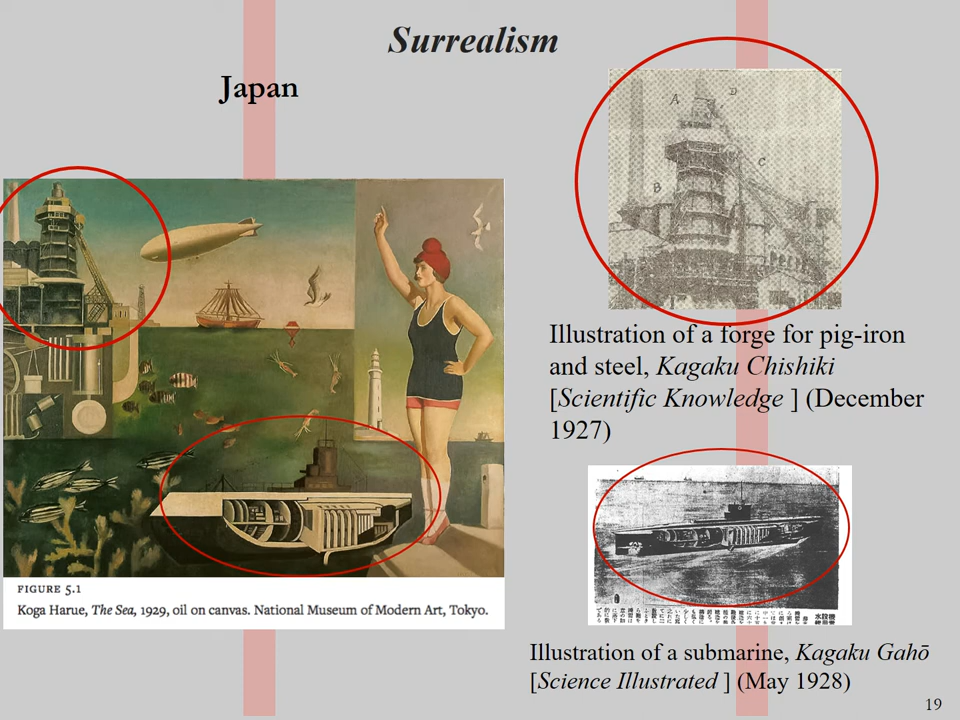 Surrealism
Japan
A
D
C
B
Illustration of a forge for pig-iron
and steel, Kagaku Chishiki
[Scientific Knowledge ] (December
1927)
FIGURE 5.1
Koga Harue, The Sea, 1929, oil on canvas. National Museum of Modern Art, Tokyo.
Illustration of a submarine, Kagaku Gahō
[Science Illustrated ] (May 1928)
19